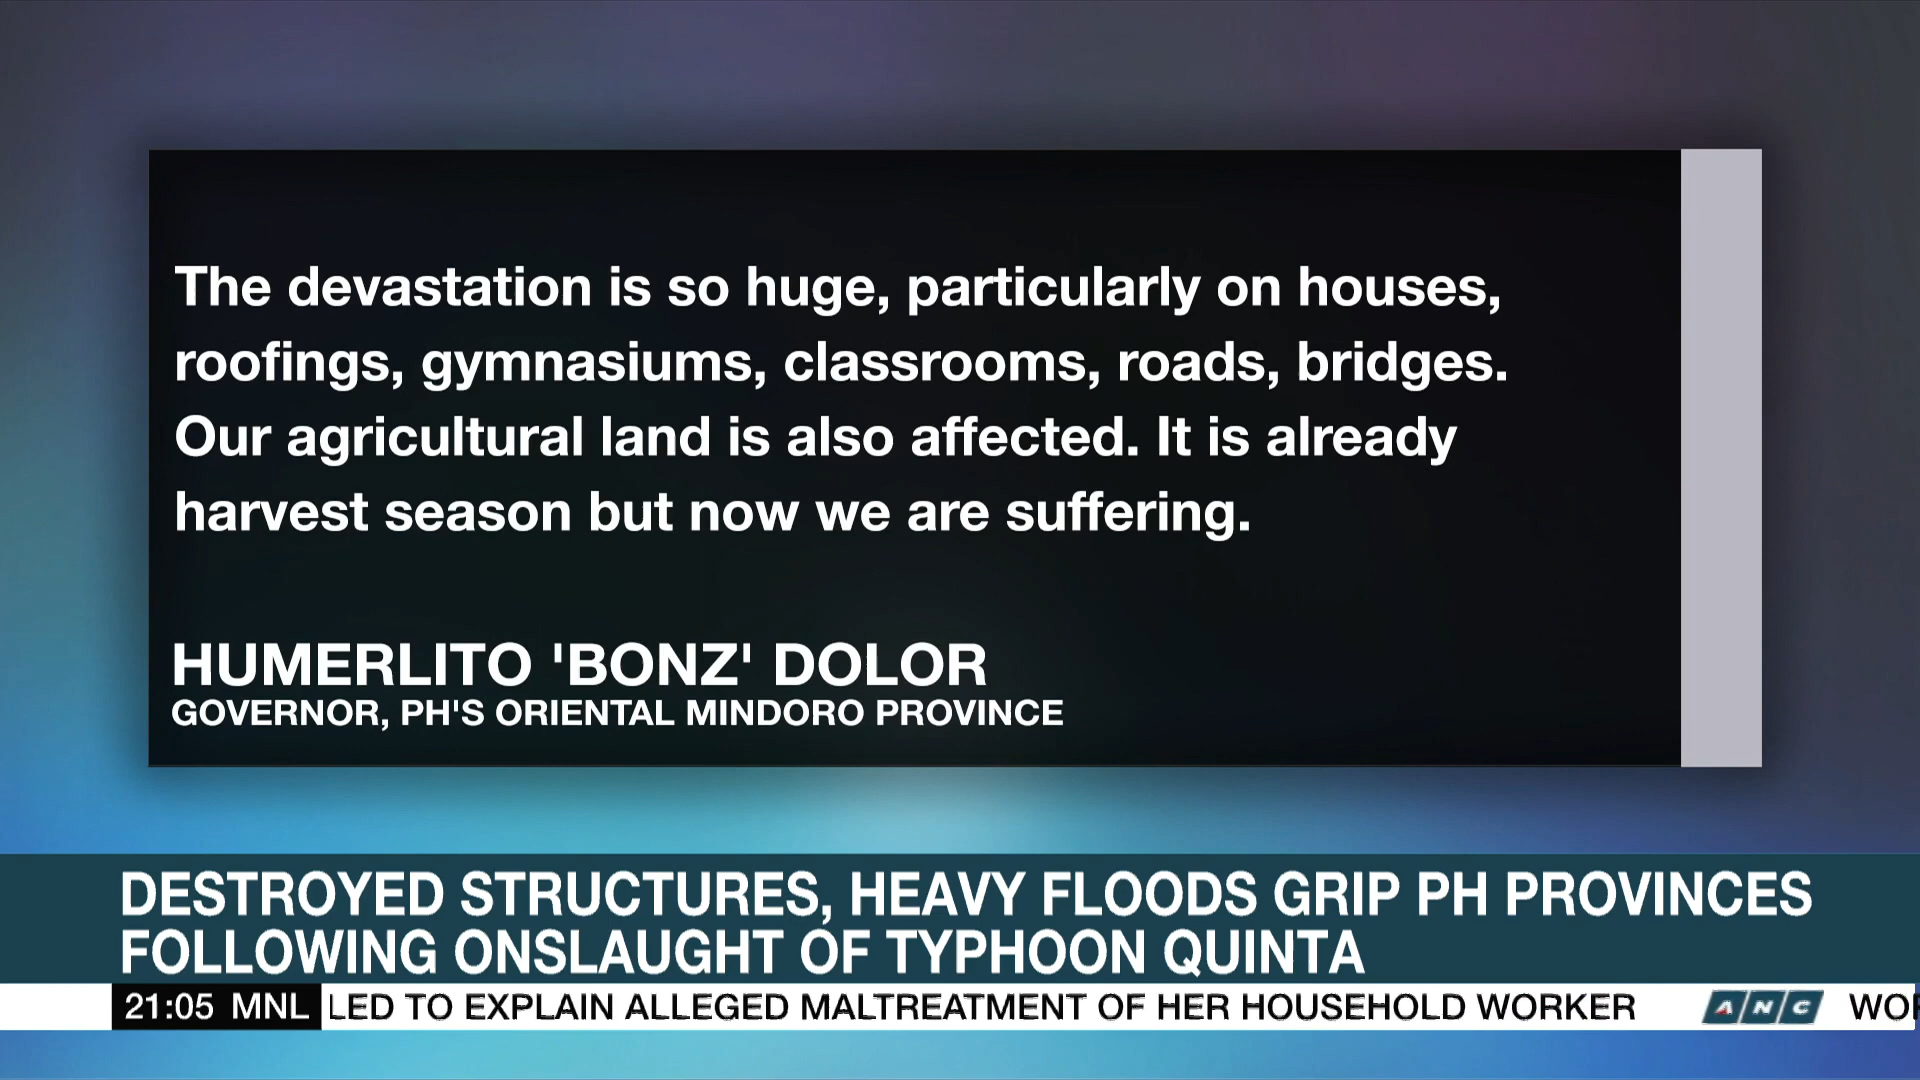 The devastation is so huge, particularly on houses,
roofings, gymnasiums, classrooms, roads, bridges.
Our agricultural land is also affected. It is already
harvest season but now we are suffering.
HUMERLITO 'BONZ' DOLOR
GOVERNOR, PH'S ORIENTAL MINDORO PROVINCE
DESTROYED STRUCTURES, HEAVY FLOODS GRIP PH PROVINCES
FOLLOWING ONSLAUGHT OF TYPHOON QUINTA
21:05 MNL LED TO EXPLAIN ALLEGED MALTREATMENT OF HER HOUSEHOLD WORKER ANC